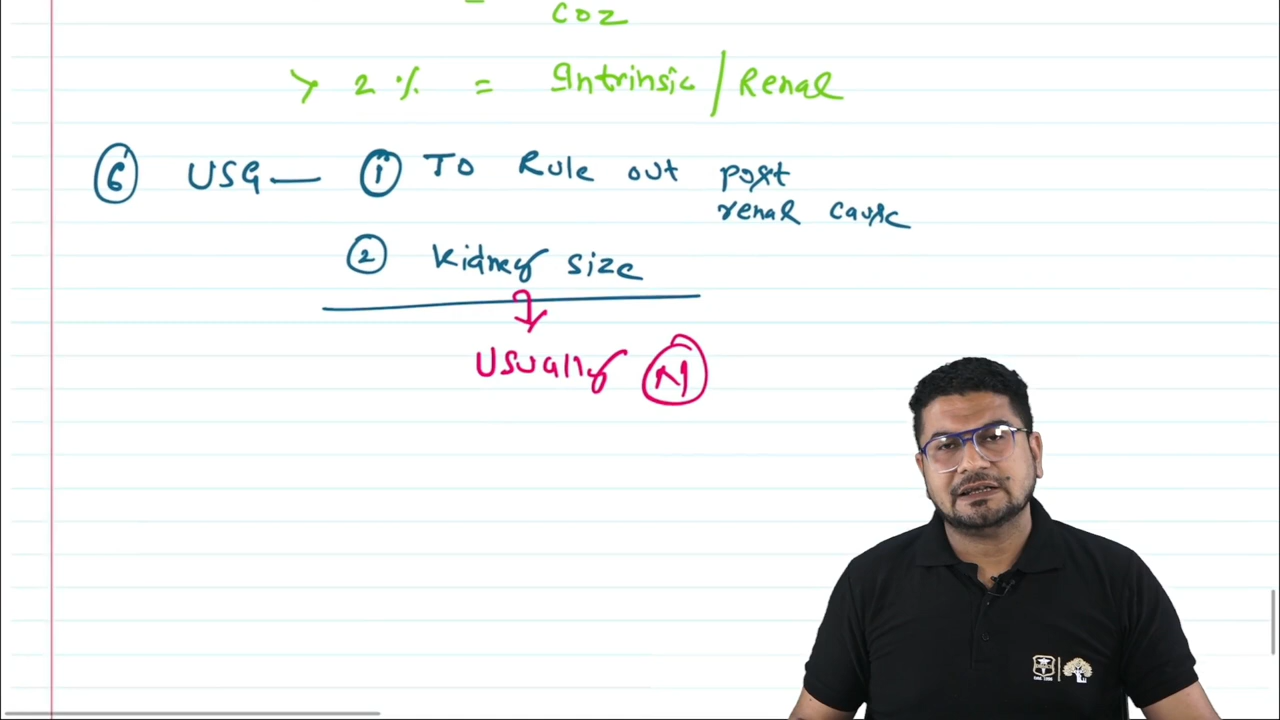 COZ
> 2 % = Intrinsic / Renal
6 USG — 1 To Rule out post
renal cause
2 Kidney size
↓
Usually N